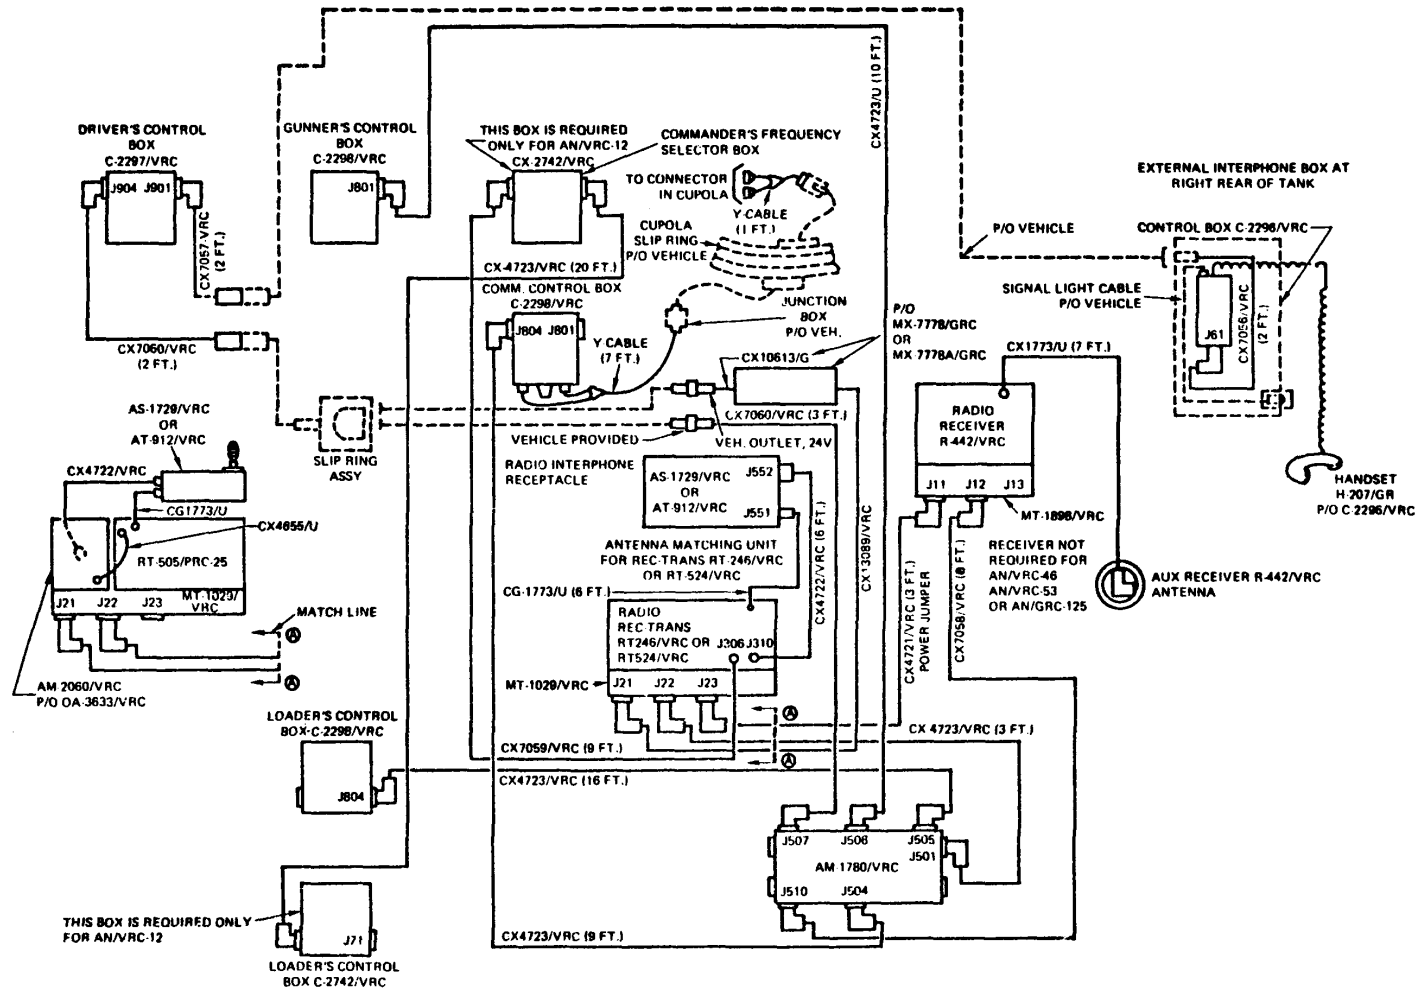 DRIVER'S CONTROL
BOX
C-2297/VRC
J904 J901
CX7057-VRC
(2 FT.)
CX7060/VRC
(2 FT.)
GUNNER'S CONTROL
BOX
C-2298/VRC
J801
THIS BOX IS REQUIRED
ONLY FOR AN/VRC-12
CX-2742/VRC
COMMANDER'S FREQUENCY
SELECTOR BOX
TO CONNECTOR
IN CUPOLA
Y-CABLE
(1 FT.)
CUPOLA
SLIP RING
P/O VEHICLE
CX4723/U (10 FT.)
CX-4723/VRC (20 FT.)
COMM. CONTROL BOX
C-2298/VRC
J804 J801
Y-CABLE
(7 FT.)
JUNCTION
BOX
P/O VEH.
P/O
MX-7778/GRC
OR
MX-7778A/GRC
CX10613/G
CX7060/VRC (3 FT.)
VEHICLE PROVIDED
VEH. OUTLET, 24V
RADIO INTERPHONE
RECEPTACLE
SLIP RING
ASSY
EXTERNAL INTERPHONE BOX AT
RIGHT REAR OF TANK
P/O VEHICLE
CONTROL BOX C-2296/VRC
SIGNAL LIGHT CABLE
P/O VEHICLE
J61
CX7056/VRC
(2 FT.)
CX1773/U (7 FT.)
RADIO
RECEIVER
R-442/VRC
J11 J12 J13
MT-1898/VRC
RECEIVER NOT
REQUIRED FOR
AN/VRC-46
AN/VRC-53
OR AN/GRC-125
AUX RECEIVER R-442/VRC
ANTENNA
HANDSET
H-207/GR
P/O C-2296/VRC
AS-1729/VRC
OR
AT-912/VRC
CX4722/VRC
CG1773/U
CX4655/U
RT-505/PRC-25
MT-1029/
VRC
J21 J22 J23
MATCH LINE
A
A
AM-2060/VRC
P/O OA-3633/VRC
AS-1729/VRC
OR
AT-912/VRC
J552
J551
ANTENNA MATCHING UNIT
FOR REC-TRANS RT-246/VRC
OR RT-524/VRC
CG-1773/U (6 FT.)
CX4722/VRC (6 FT.)
CX13089/VRC
CX4721/VRC (3 FT.)
POWER JUMPER
CX7058/VRC (8 FT.)
RADIO
REC-TRANS
RT246/VRC OR
RT524/VRC
J306 J310
MT-1029/VRC
J21 J22 J23
A
A
CX7059/VRC (9 FT.)
CX 4723/VRC (3 FT.)
LOADER'S CONTROL
BOX-C-2298/VRC
J804
CX4723/VRC (16 FT.)
J507 J506 J505
J501
AM-1780/VRC
J510 J504
THIS BOX IS REQUIRED ONLY
FOR AN/VRC-12
J71
LOADER'S CONTROL
BOX C-2742/VRC
CX4723/VRC (9 FT.)